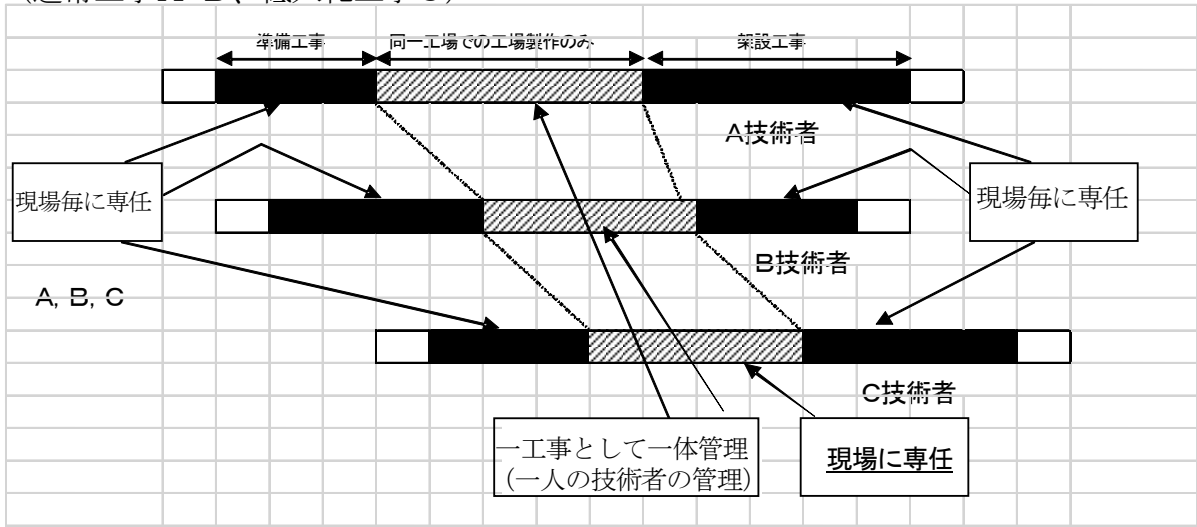 準備工事
同一工場での工場製作のみ
架設工事
A技術者
現場毎に専任
現場毎に専任
B技術者
A, B, C
C技術者
一工事として一体管理
(一人の技術者の管理)
現場に専任